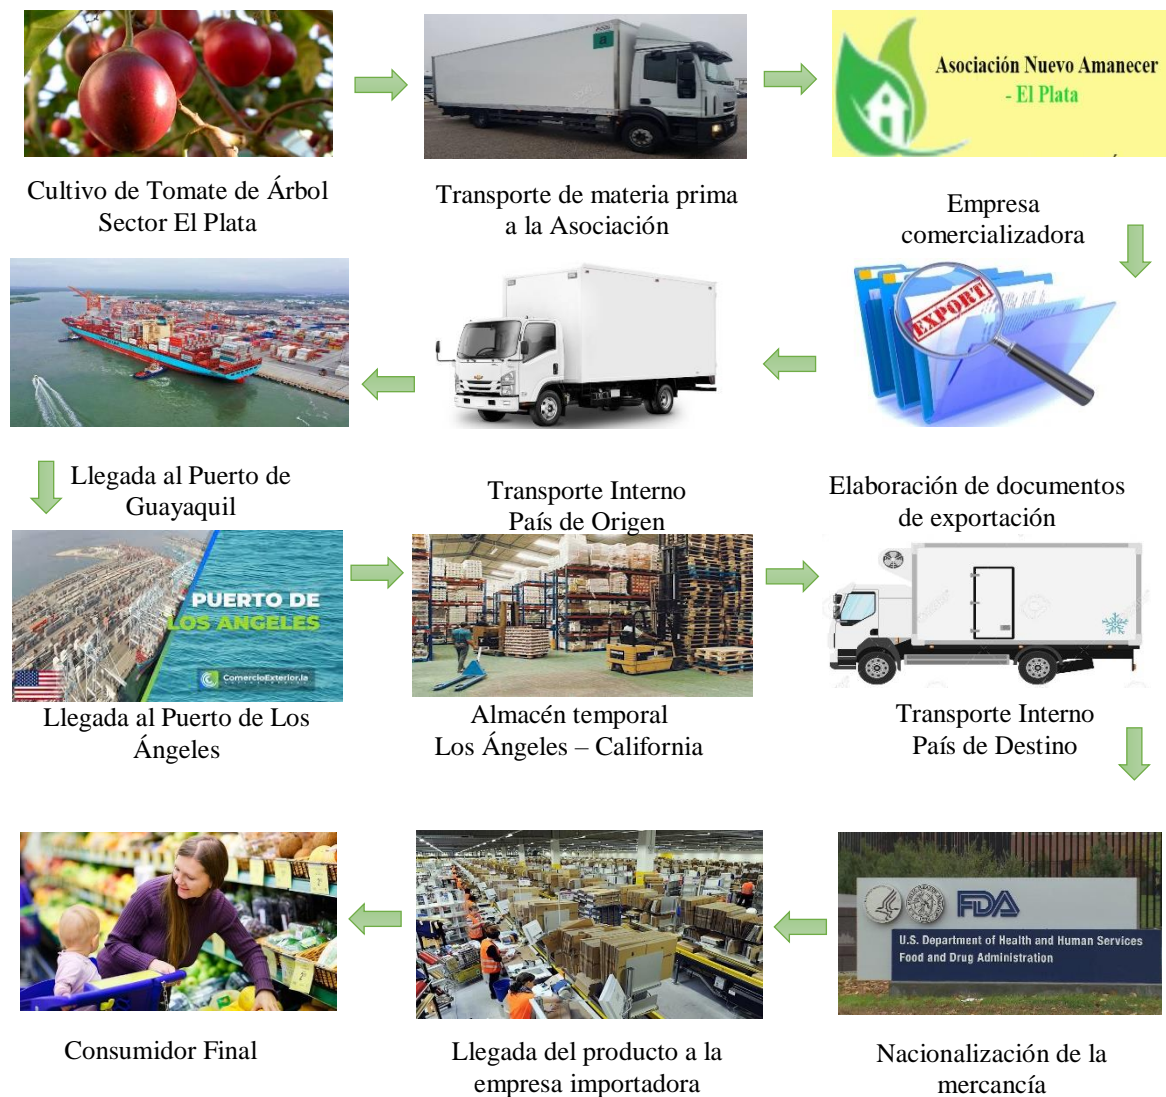 Asociación Nuevo Amanecer
- El Plata
Cultivo de Tomate de Árbol
Sector El Plata
Transporte de materia prima
a la Asociación
Empresa
comercializadora
EXPORT
Llegada al Puerto de
Guayaquil
Transporte Interno
País de Origen
Elaboración de documentos
de exportación
PUERTO DE
LOS ANGELES
ComercioExterior.la
Llegada al Puerto de Los
Ángeles
Almacén temporal
Los Ángeles – California
Transporte Interno
País de Destino
FDA
U.S. Department of Health and Human Services
Food and Drug Administration
Consumidor Final
Llegada del producto a la
empresa importadora
Nacionalización de la
mercancía